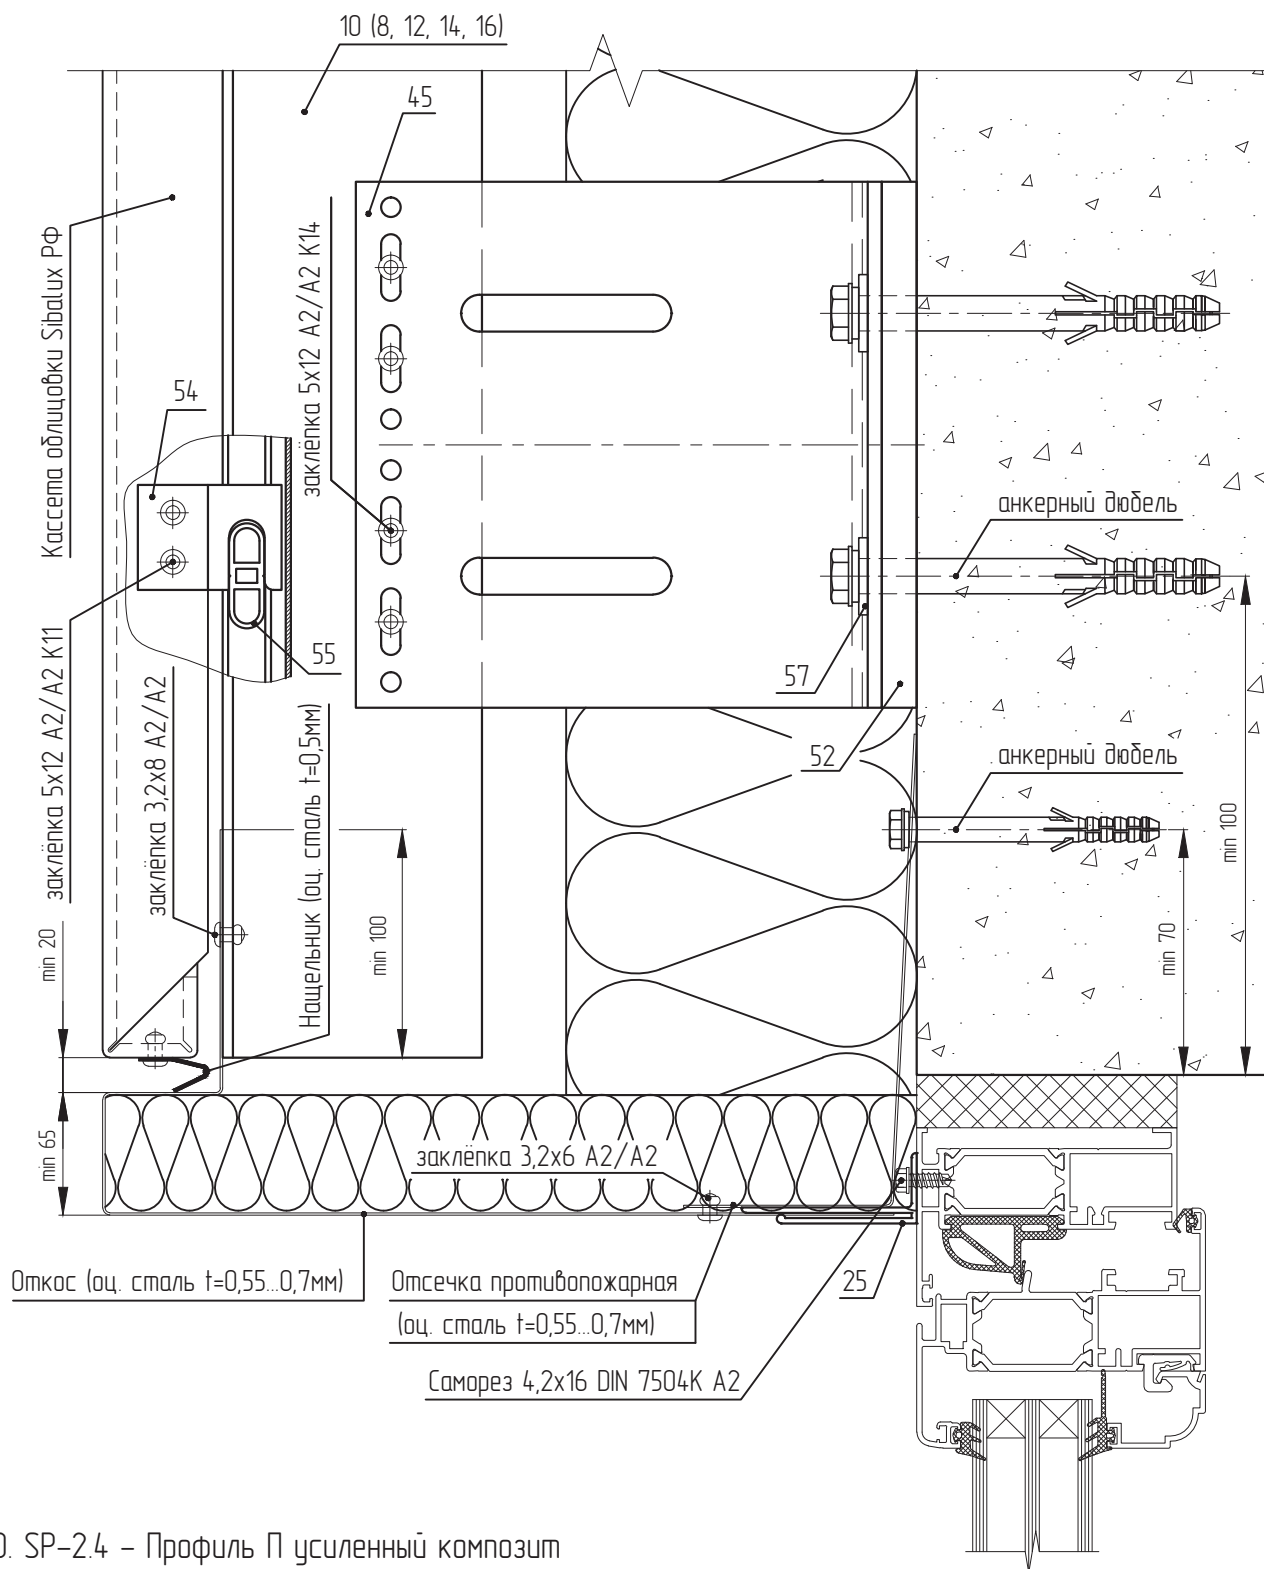 10 (8, 12, 14, 16)
45
Кассета облицовки Sibalux РФ
заклёпка 5х12 А2/А2 К14
54
анкерный дюбель
55
57
заклёпка 5х12 А2/А2 К11
заклёпка 3,2х8 А2/А2
Нащельник (оц. сталь t=0,5мм)
52
анкерный дюбель
min 100
min 20
min 100
min 70
min 65
заклёпка 3,2х6 А2/А2
Откос (оц. сталь t=0,55...0,7мм)
Отсечка противопожарная
(оц. сталь t=0,55...0,7мм)
25
Саморез 4,2х16 DIN 7504K А2
. SP-2.4 - Профиль П усиленный композит